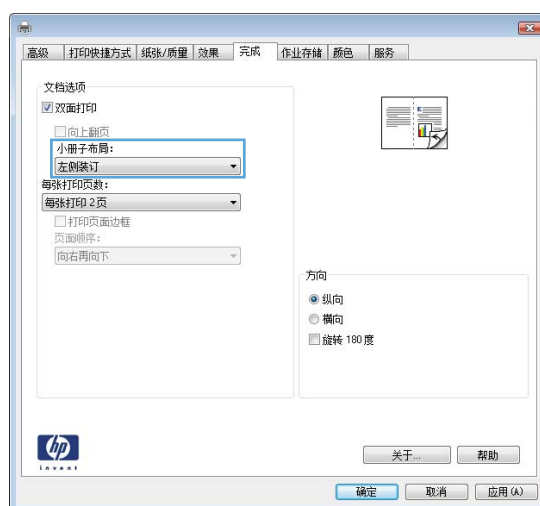 高级 打印快捷方式 纸张/质量 效果 完成 作业存储 颜色 服务
文档选项
双面打印
向上翻页
小册子布局：
左侧装订
每张打印页数：
每张打印 2 页
打印页面边框
页面顺序：
向右再向下
方向
纵向
横向
旋转 180 度
hp
invent
关于... 帮助
确定 取消 应用(A)